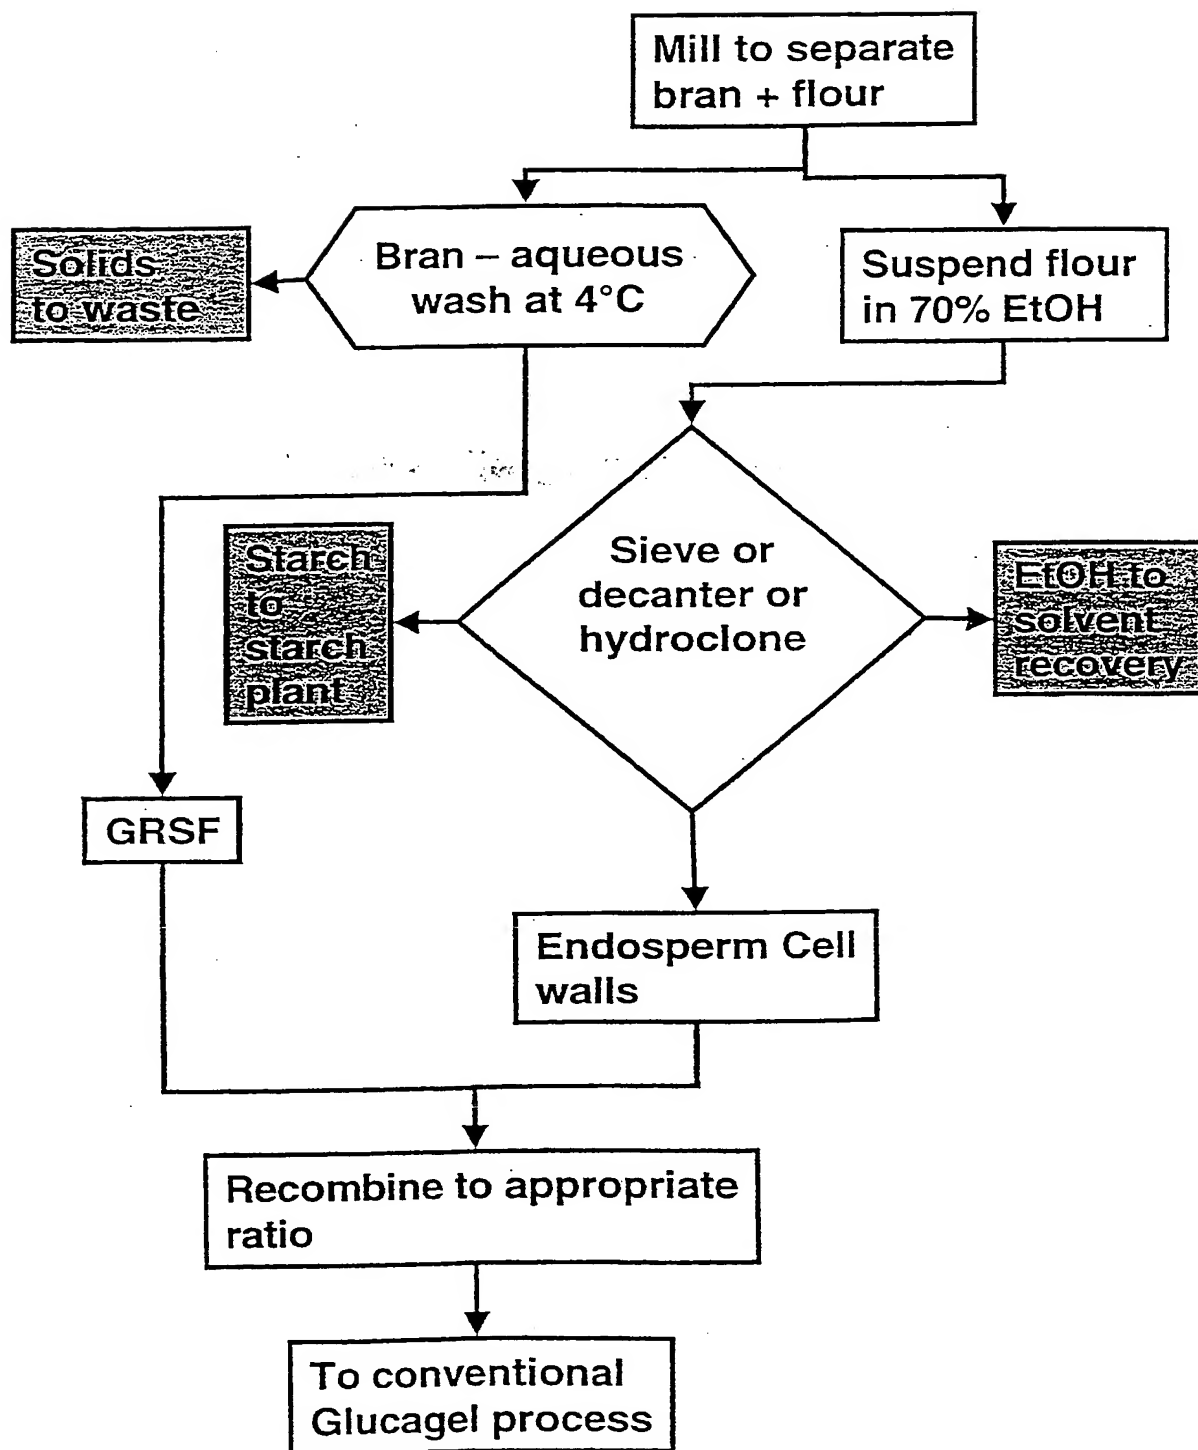 Mill to separate
bran + flour
Bran – aqueous
wash at 4°C
Solids
to waste
Suspend flour
in 70% EtOH
Sieve or
decanter or
hydroclone
Starch
to
starch
plant
EtOH to
solvent
recovery
GRSF
Endosperm Cell
walls
Recombine to appropriate
ratio
To conventional
Glucagel process